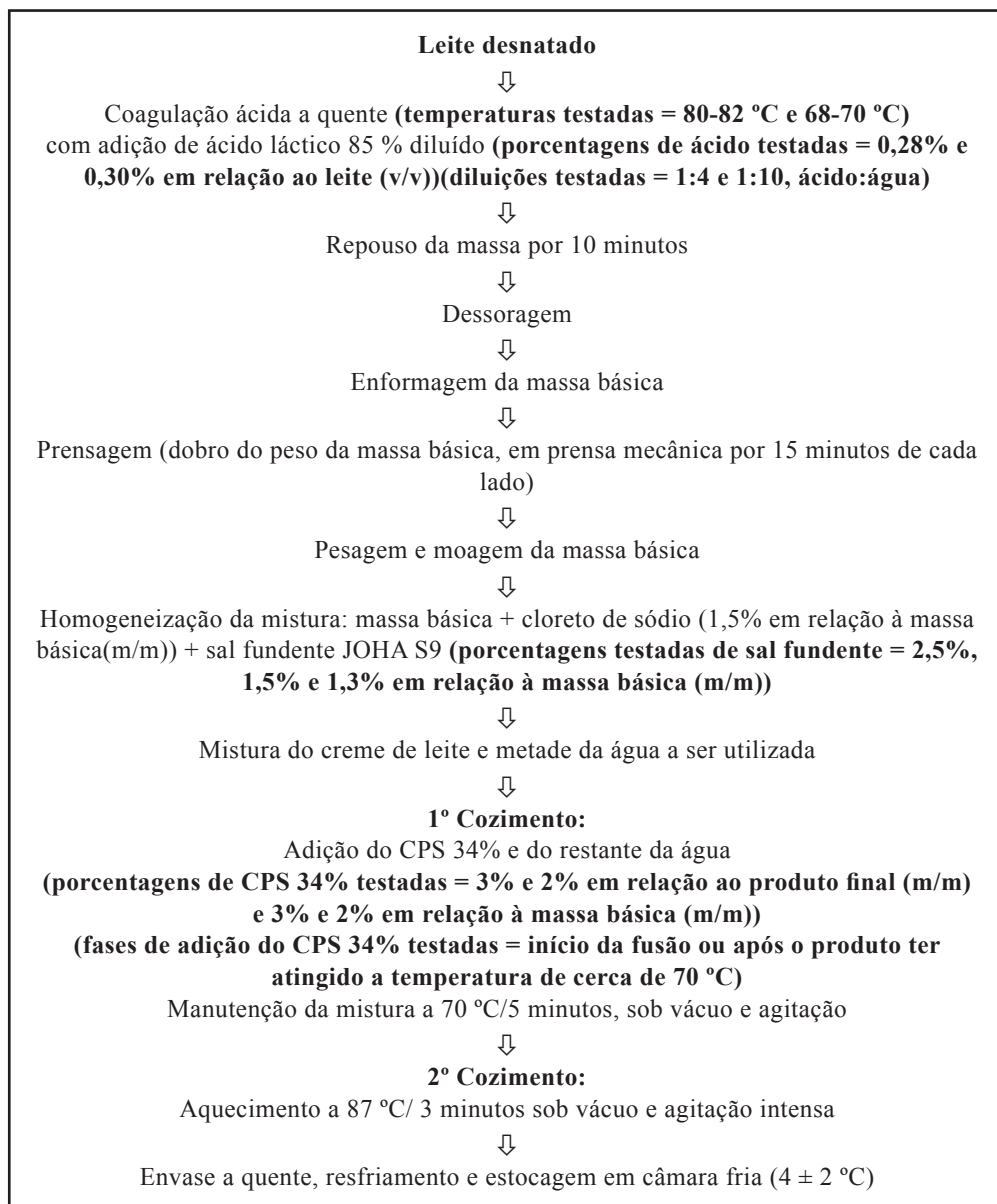 Leite desnatado
⇩
Coagulação ácida a quente (temperaturas testadas = 80-82 ºC e 68-70 ºC)
com adição de ácido láctico 85 % diluído (porcentagens de ácido testadas = 0,28% e
0,30% em relação ao leite (v/v))(diluições testadas = 1:4 e 1:10, ácido:água)
⇩
Repouso da massa por 10 minutos
⇩
Dessoragem
⇩
Enformagem da massa básica
⇩
Prensagem (dobro do peso da massa básica, em prensa mecânica por 15 minutos de cada
lado)
⇩
Pesagem e moagem da massa básica
⇩
Homogeneização da mistura: massa básica + cloreto de sódio (1,5% em relação à massa
básica(m/m)) + sal fundente JOHA S9 (porcentagens testadas de sal fundente = 2,5%,
1,5% e 1,3% em relação à massa básica (m/m))
⇩
Mistura do creme de leite e metade da água a ser utilizada
⇩
1º Cozimento:
Adição do CPS 34% e do restante da água
(porcentagens de CPS 34% testadas = 3% e 2% em relação ao produto final (m/m)
e 3% e 2% em relação à massa básica (m/m))
(fases de adição do CPS 34% testadas = início da fusão ou após o produto ter
atingido a temperatura de cerca de 70 ºC)
Manutenção da mistura a 70 ºC/5 minutos, sob vácuo e agitação
⇩
2º Cozimento:
Aquecimento a 87 ºC/ 3 minutos sob vácuo e agitação intensa
⇩
Envase a quente, resfriamento e estocagem em câmara fria (4 ± 2 ºC)